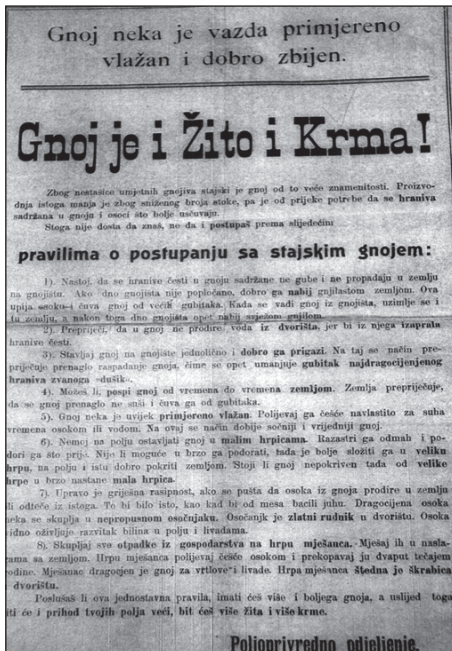 Gnoj neka je vazda primjereno
vlažan i dobro zbijen.
Gnoj je i Žito i Krma!
Zbog nestašice umjetnih gnojiva stajski je gnoj od to veće znamenitosti. Proizvo-
dnja istoga manja je zbog sniženog broja stoke, pa je od prijeke potrebe da se hraniva
sadržana u gnoju i osoci što bolje uščuvaju.
Stoga nije dosta da znaš, no da i postupaš prema slijedećim
pravilima o postupanju sa stajskim gnojem:
1). Nastoj, da se hranive česti u gnoju sadržane ne gube i ne propadaju u zemlju
na gnojištu. Ako dno gnojišta nije popločano, dobro ga nabij gnjilastom zemljom. Ova
upija osoku i čuva gnoj od većih gubitaka. Kada se vadi gnoj iz gnojišta, uzimlje se i
tu zemlju, a nakon toga dno gnojišta opet nabij svježom gnjilom.
2). Prepriječi, da u gnoj ne prodire voda iz dvorišta, jer bi iz njega izaprala
hranive česti.
3). Stavljaj gnoj na gnojište jednolično i dobro ga prigazi. Na taj se način pre-
priječuje prenaglo raspadanje gnoja, čime se opet umanjuje gubitak najdragocjenijenog
hraniva zvanoga „dušik“.
4). Možeš li, pospi gnoj od vremena do vremena zemljom. Zemlja prepriječuje,
da se gnoj prenaglo ne suši i čuva ga od gubitaka.
5). Gnoj neka je uvijek primjereno vlažan. Polijevaj ga češće navlastito za suha
vremena osokom ili vodom. Na ovaj se način dobije sočniji i vrijedniji gnoj.
6). Nemoj na polju ostavljati gnoj u malim hrpicama. Razastri ga odmah i po-
dori ga što prije. Nije li moguće u brzo ga podorati, tada je bolje složiti ga u veliku
hrpu, na polju i istu dobro pokriti zemljom. Stoji li gnoj nepokriven tada od velike
hrpe u brzo nastane mala hrpica.
7). Upravo je griješna rasipnost, ako se pušta da osoka iz gnoja prodire u zemlju
ili odteče iz istoga. To bi bilo isto, kao kad bi od mesa bacili juhu. Dragocijena osoka
neka se skuplja u nepropusnom osočnjaku. Osočanjk je zlatni rudnik u dvorištu. Osoka
vidno oživljuje razvitak bilina u polju i livadama.
8). Skupljaj svo otpadke iz gospodarstva na hrpu mješanca. Mješaj ih u nasla-
gama sa zemljom. Hrpu mješanca polijevaj češće osokom i prekopavaj ju dvaput tečajem
godine. Mješanac dragocjen je gnoj za vrtlove i livade. Hrpa mješanca štedna je škrabica
u dvorištu.
Poslušaš li ova jednostavna pravila, imati ćeš više i boljega gnoja, a uslijed toga
biti će i prihod tvojih polja veći, bit ćeš više žita i više krme.
Poljoprivredno odjeljenje.